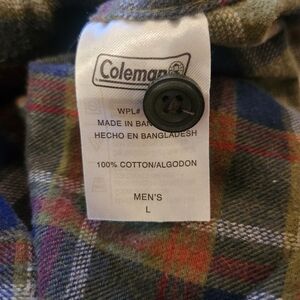 Coleman
WPL#
MADE IN
HECHO EN BANGLADESH
100% COTTON/ALGODON
MEN'S
L